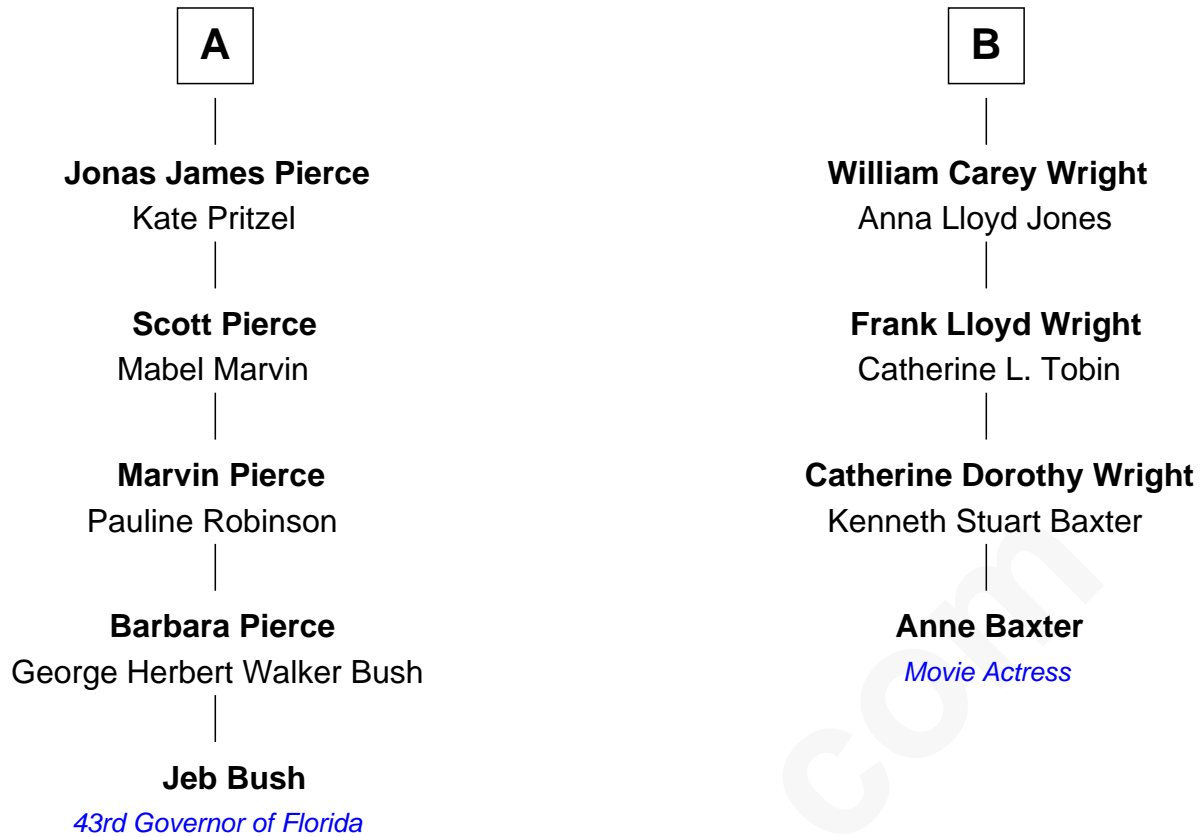 A
Jonas James Pierce
Kate Pritzel
Scott Pierce
Mabel Marvin
Marvin Pierce
Pauline Robinson
Barbara Pierce
George Herbert Walker Bush
Jeb Bush
43rd Governor of Florida
B
William Carey Wright
Anna Lloyd Jones
Frank Lloyd Wright
Catherine L. Tobin
Catherine Dorothy Wright
Kenneth Stuart Baxter
Anne Baxter
Movie Actress
com